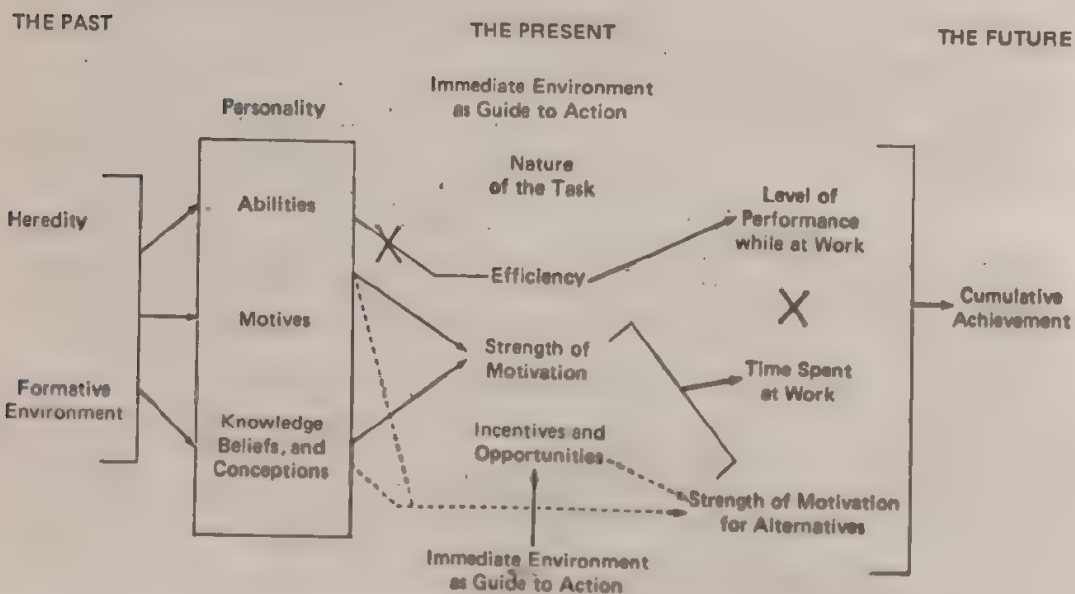 THE PAST
THE PRESENT
THE FUTURE
Immediate Environment
as Guide to Action
Personality
Nature
of the Task
Heredity
Abilities
Level of
Performance
while at Work
Efficiency
X
X
Cumulative
Achievement
Motives
Strength of
Motivation
Time Spent
at Work
Formative
Environment
Knowledge
Beliefs, and
Conceptions
Incentives and
Opportunities
Strength of Motivation
for Alternatives
Immediate Environment
as Guide to Action